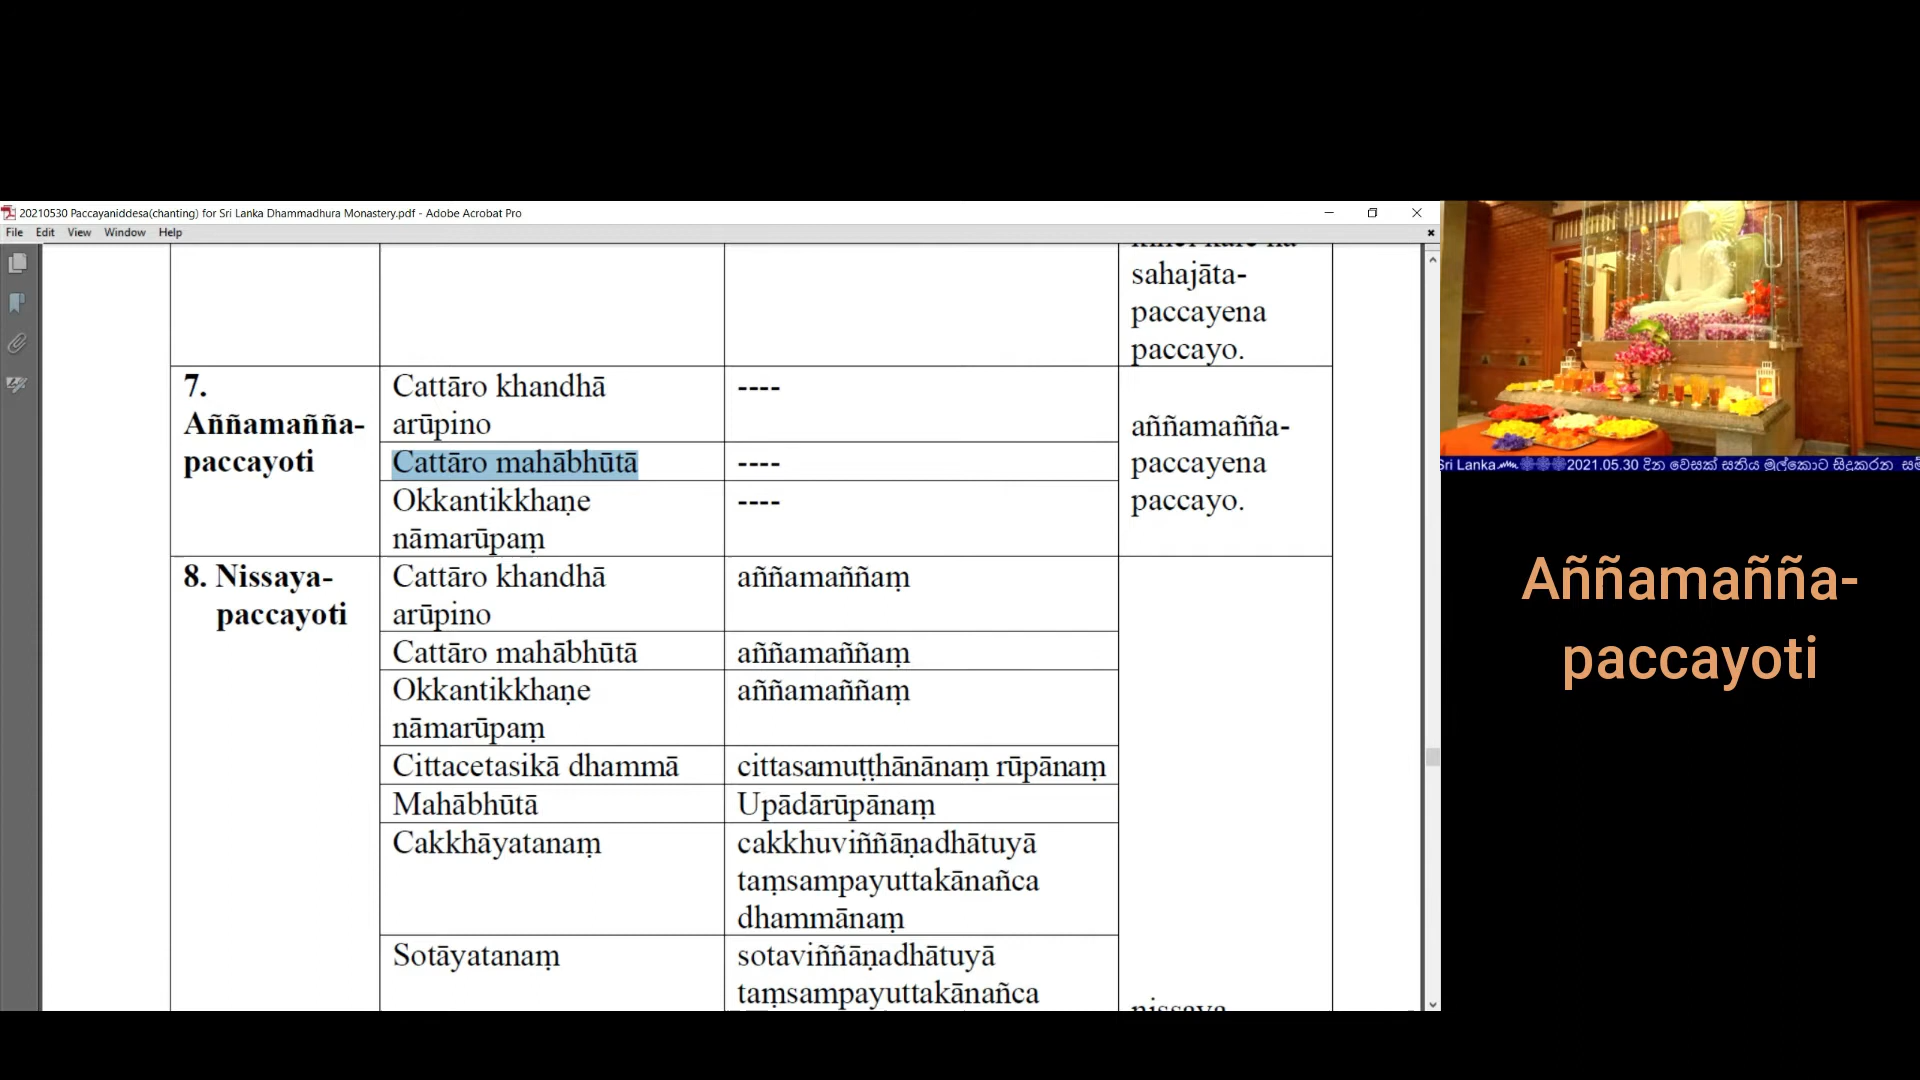 20210530 Paccayaniddesa(chanting) for Sri Lanka Dhammadhura Monastery.pdf - Adobe Acrobat Pro
File Edit View Window Help
sahajāta-
paccayena
paccayo.
7.
Aññamañña-
paccayoti
Cattāro khandhā
arūpino
----
Cattāro mahābhūtā
----
Okkantikkhaṇe
nāmarūpaṃ
----
aññamañña-
paccayena
paccayo.
8. Nissaya-
paccayoti
Cattāro khandhā
arūpino
aññamaññaṃ
Cattāro mahābhūtā
aññamaññaṃ
Okkantikkhaṇe
nāmarūpaṃ
aññamaññaṃ
Cittacetasikā dhammā
cittasamuṭṭhānānaṃ rūpānaṃ
Mahābhūtā
Upādārūpānaṃ
Cakkhāyatanaṃ
cakkhuviññāṇadhātuyā
taṃsampayuttakānañca
dhammānaṃ
Sotāyatanaṃ
sotaviññāṇadhātuyā
taṃsampayuttakānañca
Sri Lanka 2021.05.30 දින වෙසක් සතිය මුල්කොට සිදුකරන
Aññamañña-
paccayoti